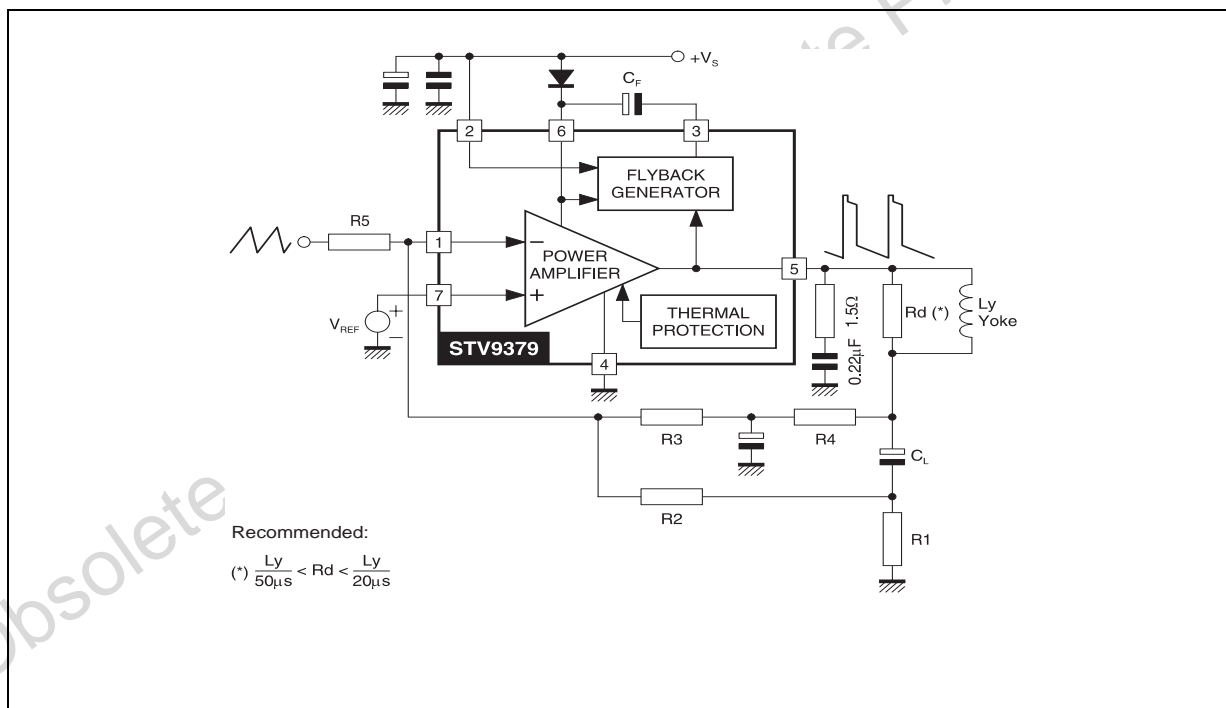 +VS
CF
2
6
3
FLYBACK
GENERATOR
R5
1
POWER
AMPLIFIER
5
7
+
−
VREF
+
−
THERMAL
PROTECTION
Rd (*)
Ly
Yoke
0.22µF 1.5Ω
STV9379
4
R3
R4
CL
R2
R1
Obsolete
Recommended:
(*) Ly/50µs < Rd < Ly/20µs